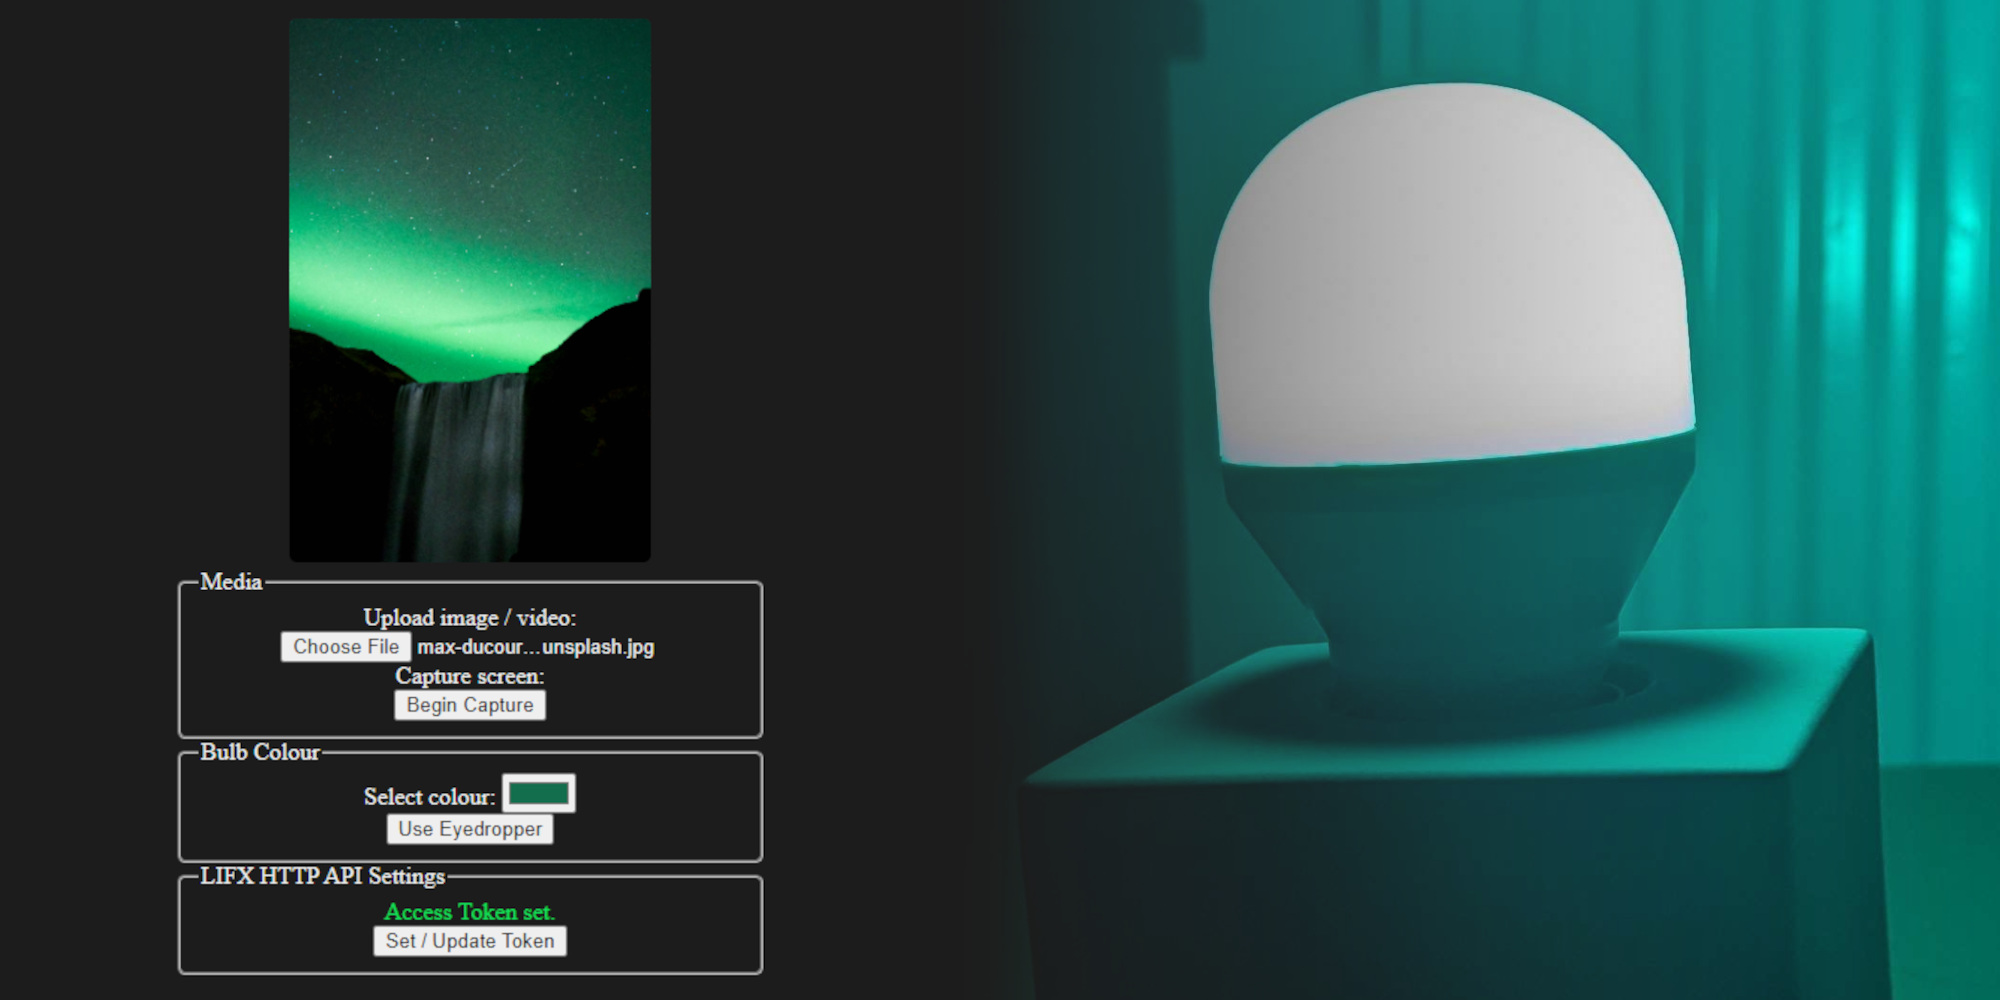 Media
Upload image / video:
Choose File max-ducour...unsplash.jpg
Capture screen:
Begin Capture
Bulb Colour
Select colour:
Use Eyedropper
LIFX HTTP API Settings
Access Token set.
Set / Update Token